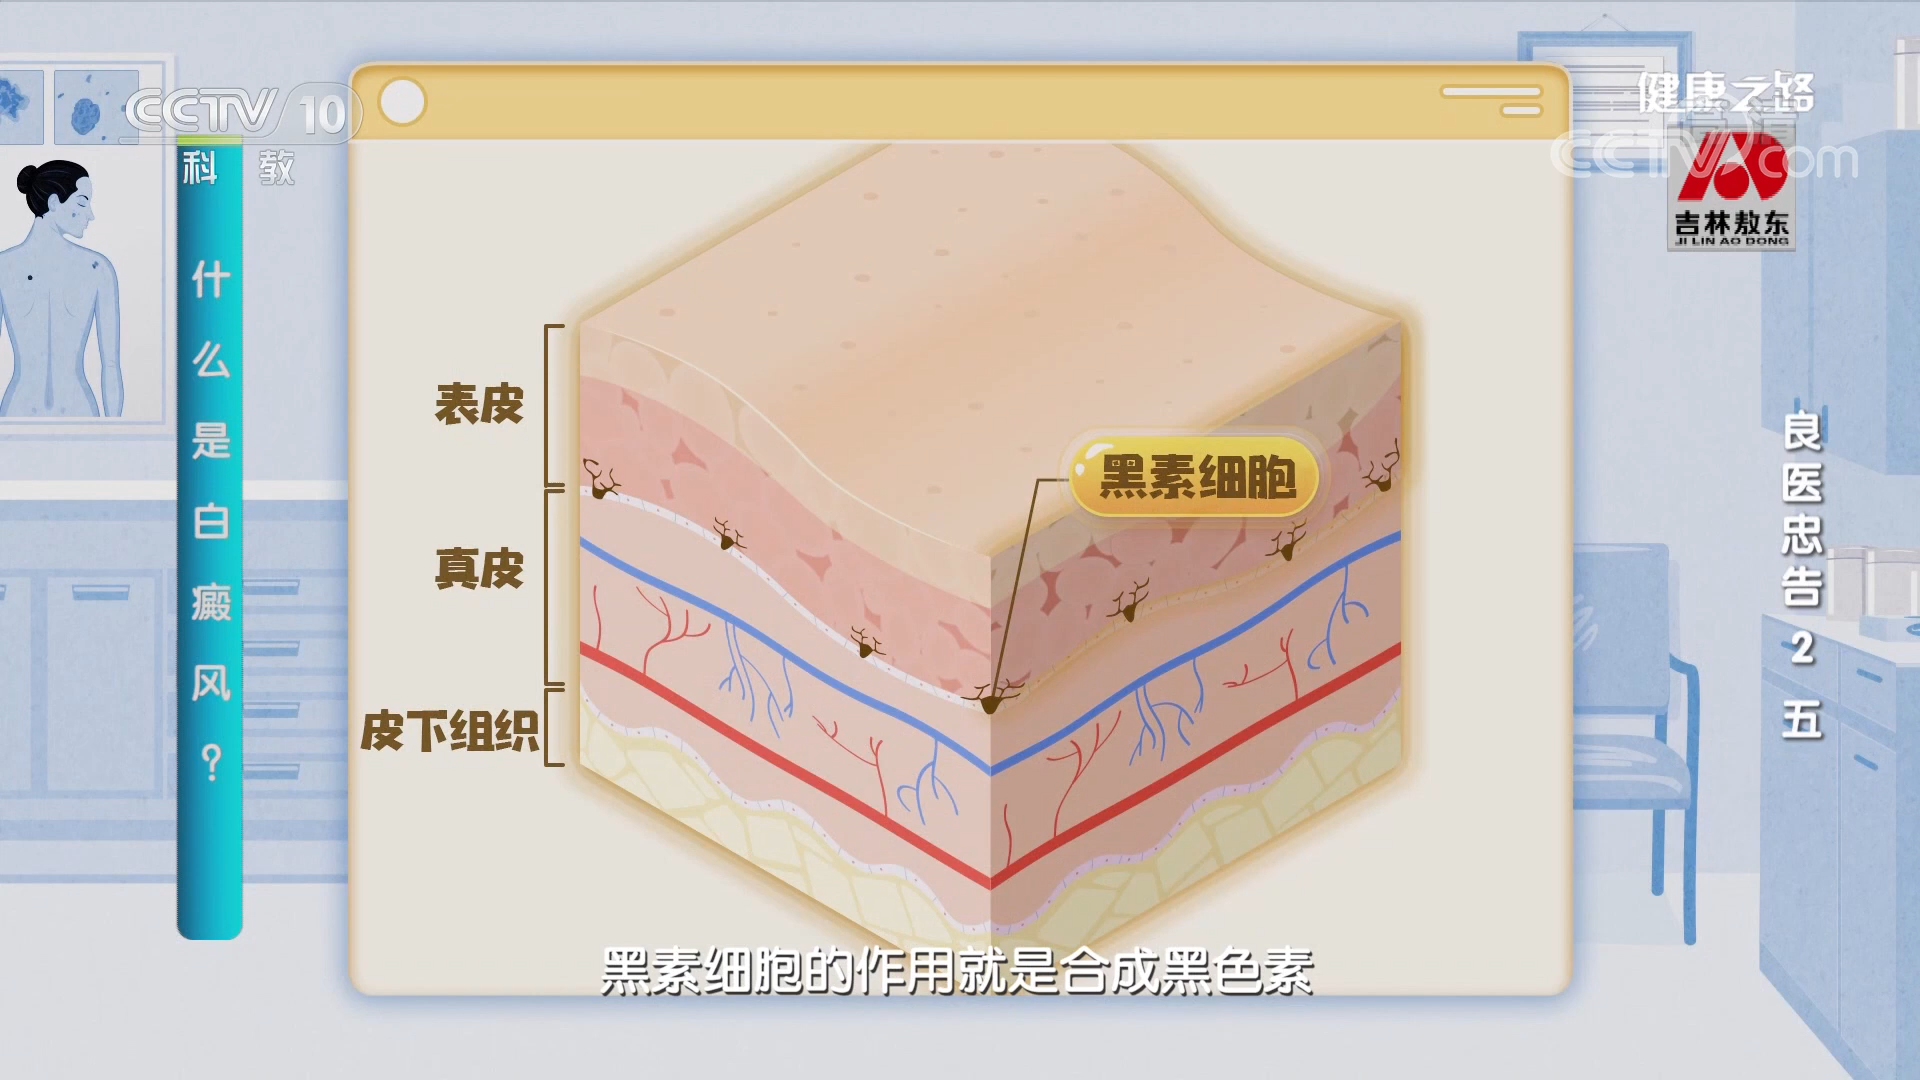 CCTV 10
科教
什么是白癜风？
健康之路
高清
CCTV.com
吉林敖东
JI LIN AO DONG
表皮
真皮
皮下组织
黑素细胞
良医忠告2 五
黑素细胞的作用就是合成黑色素